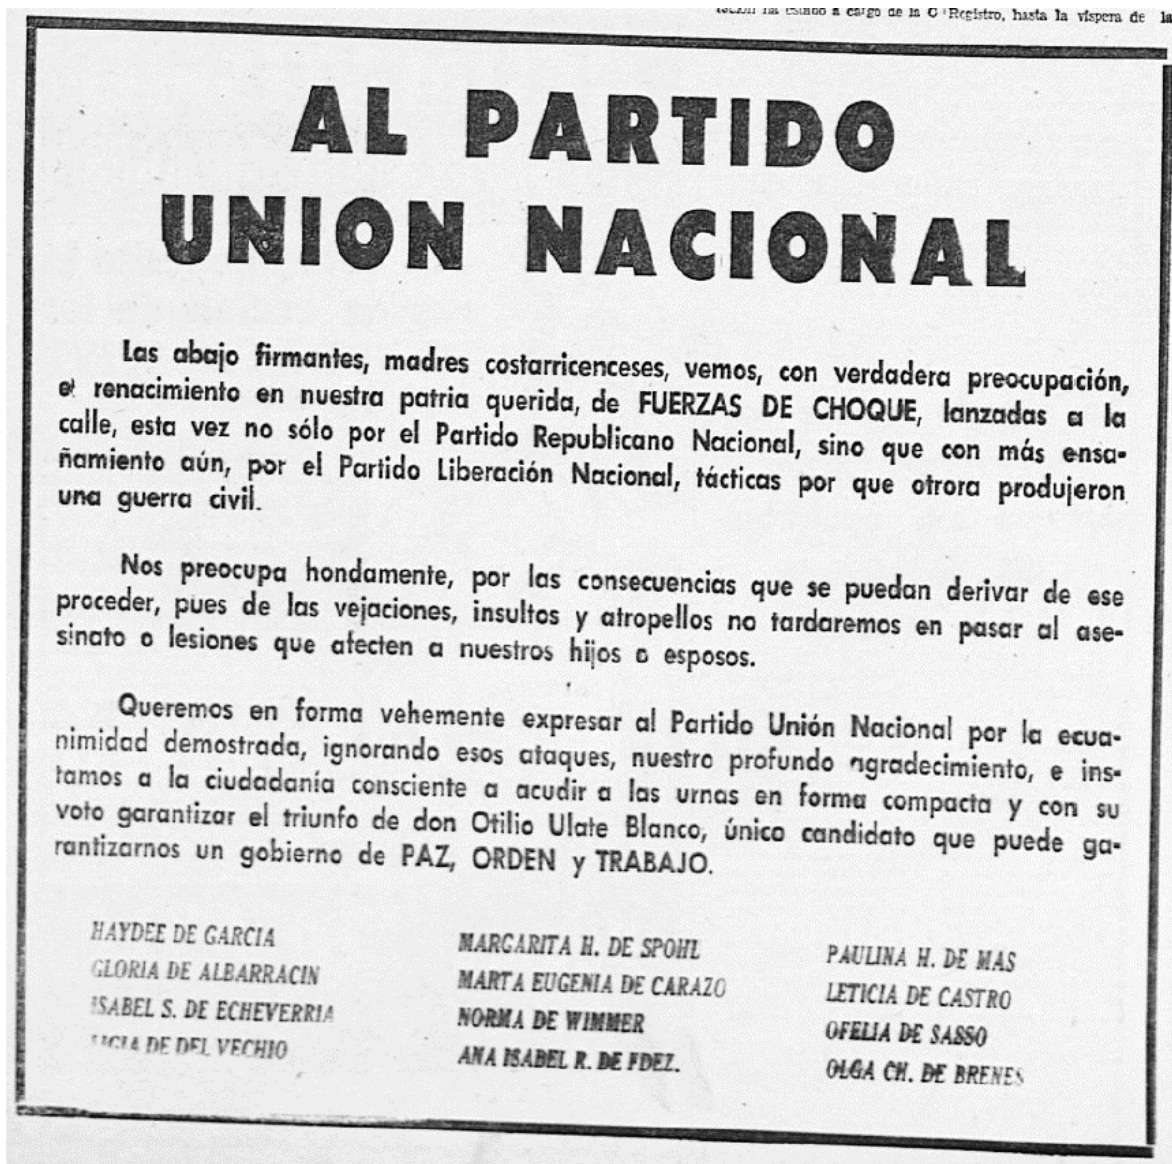 Registro, hasta la víspera de la
AL PARTIDO
UNION NACIONAL
Las abajo firmantes, madres costarricenceses, vemos, con verdadera preocupación,
el renacimiento en nuestra patria querida, de FUERZAS DE CHOQUE, lanzadas a la
calle, esta vez no sólo por el Partido Republicano Nacional, sino que con más ensa-
ñamiento aún, por el Partido Liberación Nacional, tácticas por que otrora produjeron
una guerra civil.
Nos preocupa hondamente, por las consecuencias que se puedan derivar de ese
proceder, pues de las vejaciones, insultos y atropellos no tardaremos en pasar al ase-
sinato o lesiones que afecten a nuestros hijos o esposos.
Queremos en forma vehemente expresar al Partido Unión Nacional por la ecua-
nimidad demostrada, ignorando esos ataques, nuestro profundo agradecimiento, e ins-
tamos a la ciudadanía consciente a acudir a las urnas en forma compacta y con su
voto garantizar el triunfo de don Otilio Ulate Blanco, único candidato que puede ga-
rantizarnos un gobierno de PAZ, ORDEN y TRABAJO.
HAYDEE DE GARCIA
GLORIA DE ALBARRACIN
ISABEL S. DE ECHEVERRIA
LIGIA DE DEL VECHIO
MARGARITA H. DE SPOHL
MARTA EUGENIA DE CARAZO
NORMA DE WIMMER
ANA ISABEL R. DE FDEZ.
PAULINA H. DE MAS
LETICIA DE CASTRO
OFELIA DE SASSO
OLGA CH. DE BRENES